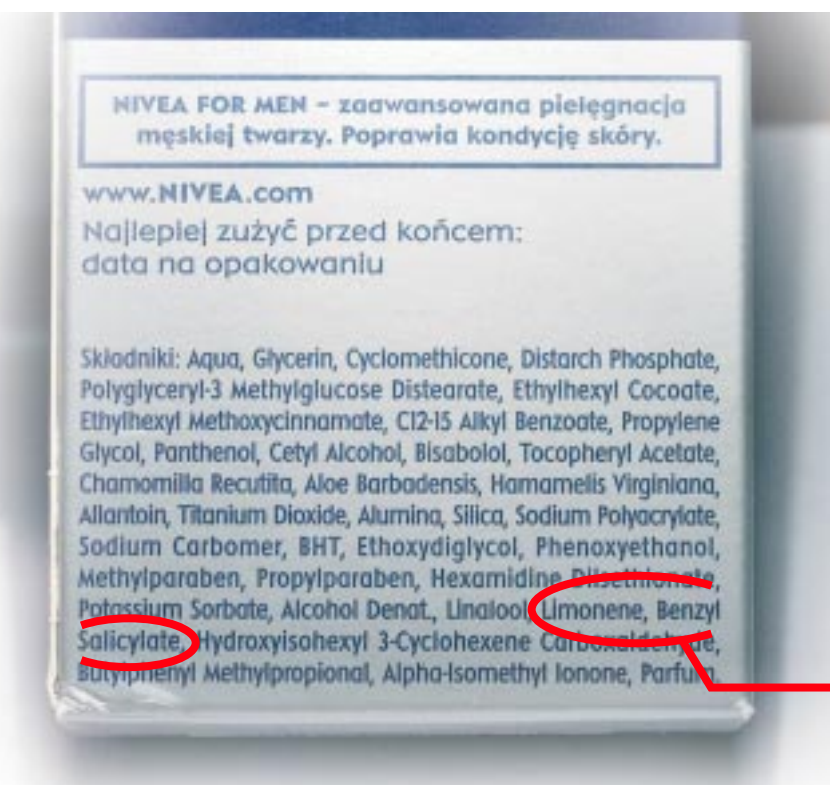 NIVEA FOR MEN – zaawansowana pielęgnacja
męskiej twarzy. Poprawia kondycję skóry.
www.NIVEA.com
Najlepiej zużyć przed końcem:
data na opakowaniu
Składniki: Aqua, Glycerin, Cyclomethicone, Distarch Phosphate,
Polyglyceryl-3 Methylglucose Distearate, Ethylhexyl Cocoate,
Ethylhexyl Methoxycinnamate, C12-15 Alkyl Benzoate, Propylene
Glycol, Panthenol, Cetyl Alcohol, Bisabolol, Tocopheryl Acetate,
Chamomilla Recutita, Aloe Barbadensis, Hamamelis Virginiana,
Allantoin, Titanium Dioxide, Alumina, Silica, Sodium Polyacrylate,
Sodium Carbomer, BHT, Ethoxydiglycol, Phenoxyethanol,
Methylparaben, Propylparaben, Hexamidine Diisethionate,
Potassium Sorbate, Alcohol Denat., Linalool, Limonene, Benzyl
Salicylate, Hydroxyisohexyl 3-Cyclohexene Carboxaldehyde,
Butylphenyl Methylpropional, Alpha-Isomethyl Ionone, Parfum.